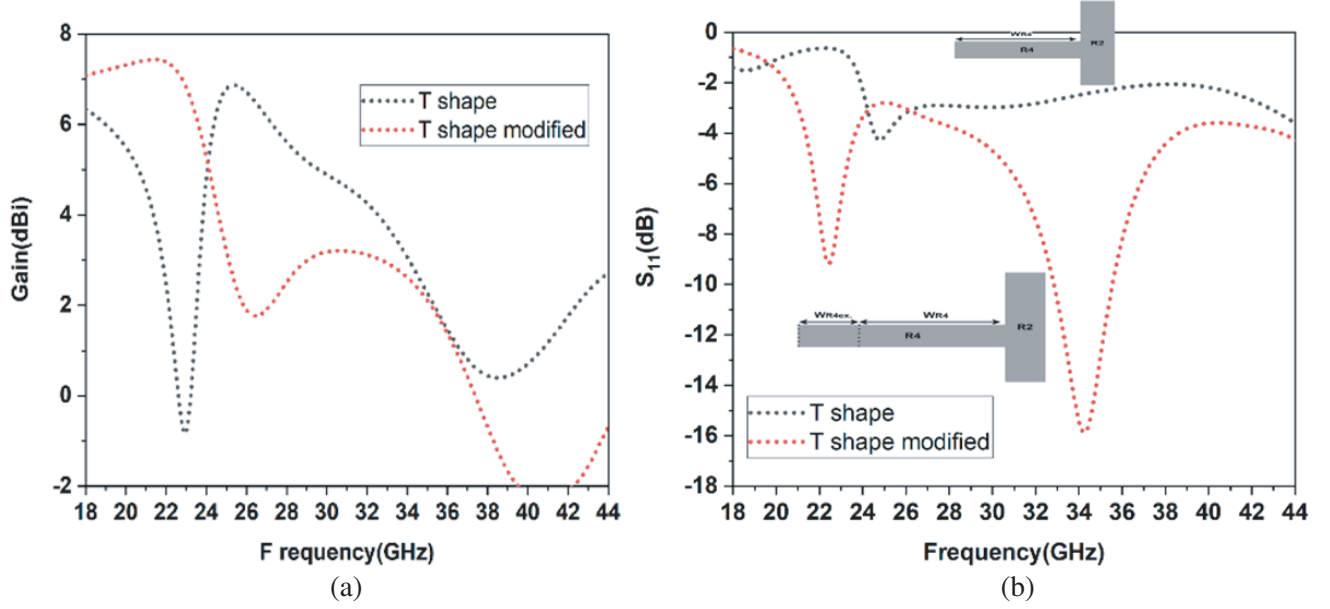 8
6
4
2
0
-2
Gain(dBi)
T shape
T shape modified
18 20 22 24 26 28 30 32 34 36 38 40 42 44
F requency(GHz)
(a)
0
-2
-4
-6
-8
-10
-12
-14
-16
-18
S11(dB)
WR4
R4
R2
WR4ex.
WR4
R4
R2
T shape
T shape modified
18 20 22 24 26 28 30 32 34 36 38 40 42 44
Frequency(GHz)
(b)